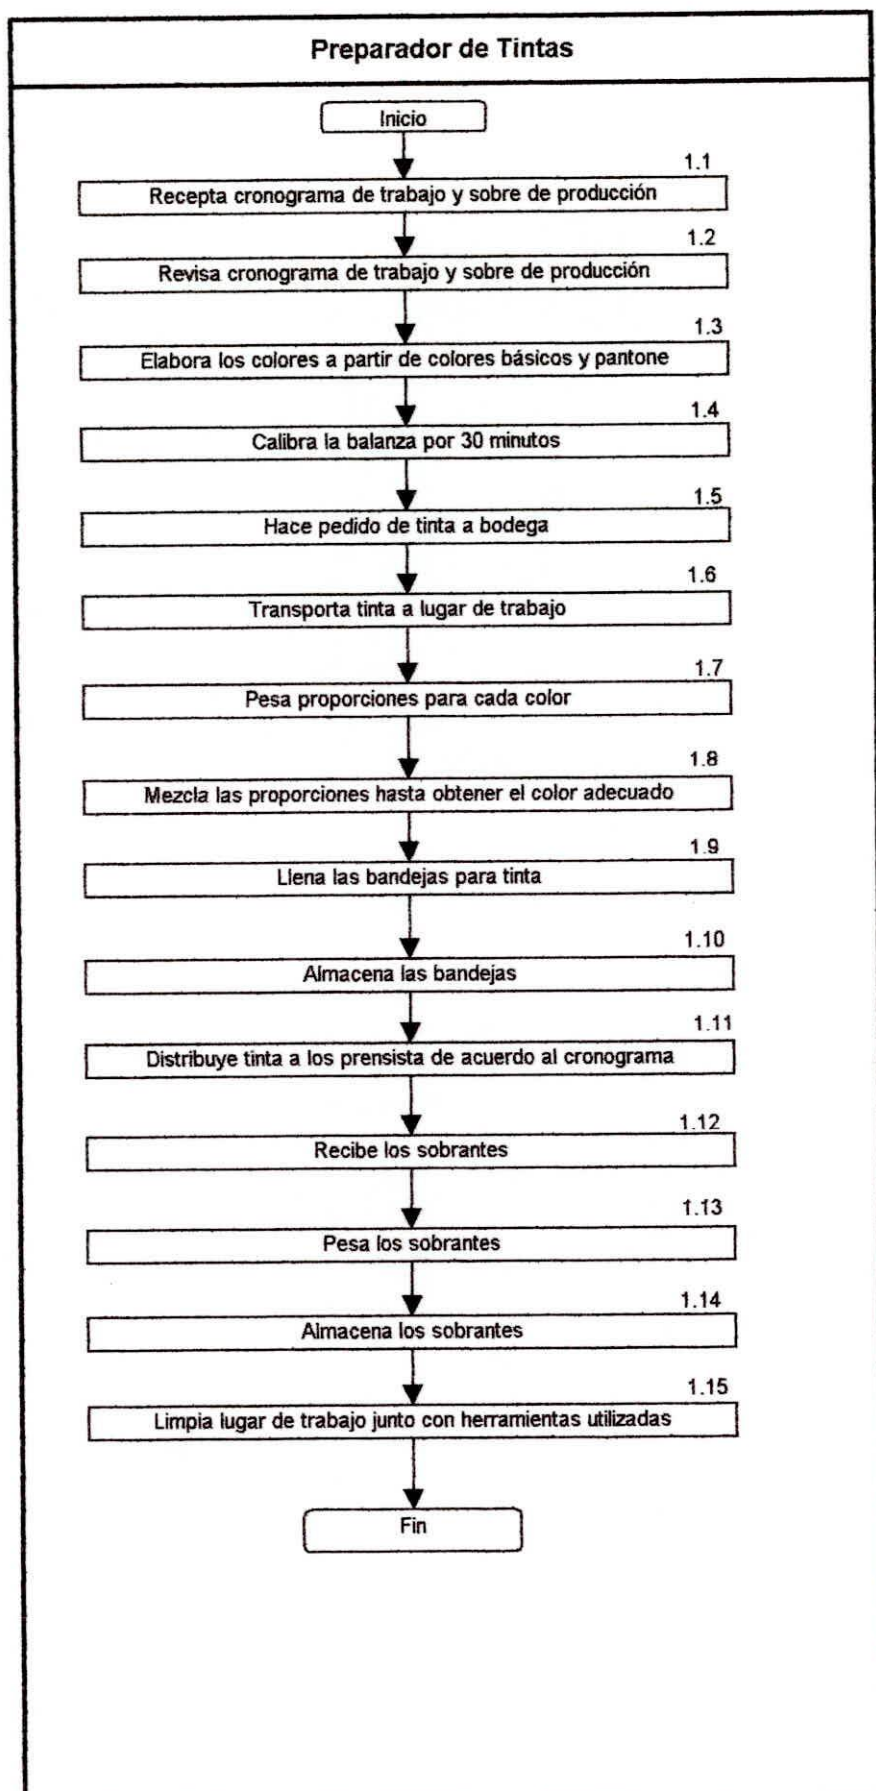 Preparador de Tintas
Inicio
1.1
Recepta cronograma de trabajo y sobre de producción
1.2
Revisa cronograma de trabajo y sobre de producción
1.3
Elabora los colores a partir de colores básicos y pantone
1.4
Calibra la balanza por 30 minutos
1.5
Hace pedido de tinta a bodega
1.6
Transporta tinta a lugar de trabajo
1.7
Pesa proporciones para cada color
1.8
Mezcla las proporciones hasta obtener el color adecuado
1.9
Llena las bandejas para tinta
1.10
Almacena las bandejas
1.11
Distribuye tinta a los prensista de acuerdo al cronograma
1.12
Recibe los sobrantes
1.13
Pesa los sobrantes
1.14
Almacena los sobrantes
1.15
Limpia lugar de trabajo junto con herramientas utilizadas
Fin